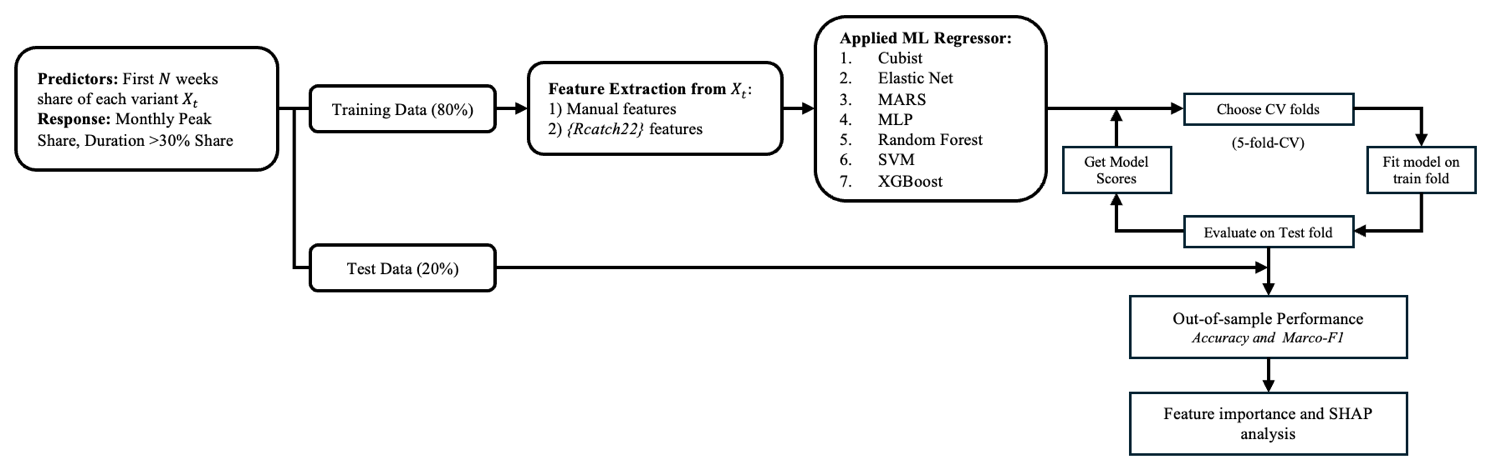 Predictors: First N weeks
share of each variant Xₜ
Response: Monthly Peak
Share, Duration >30% Share
Training Data (80%)
Feature Extraction from Xₜ:
1) Manual features
2) {Rcatch22} features
Applied ML Regressor:
1. Cubist
2. Elastic Net
3. MARS
4. MLP
5. Random Forest
6. SVM
7. XGBoost
Choose CV folds
(5-fold-CV)
Get Model
Scores
Fit model on
train fold
Evaluate on Test fold
Test Data (20%)
Out-of-sample Performance
Accuracy and Marco-F1
Feature importance and SHAP
analysis